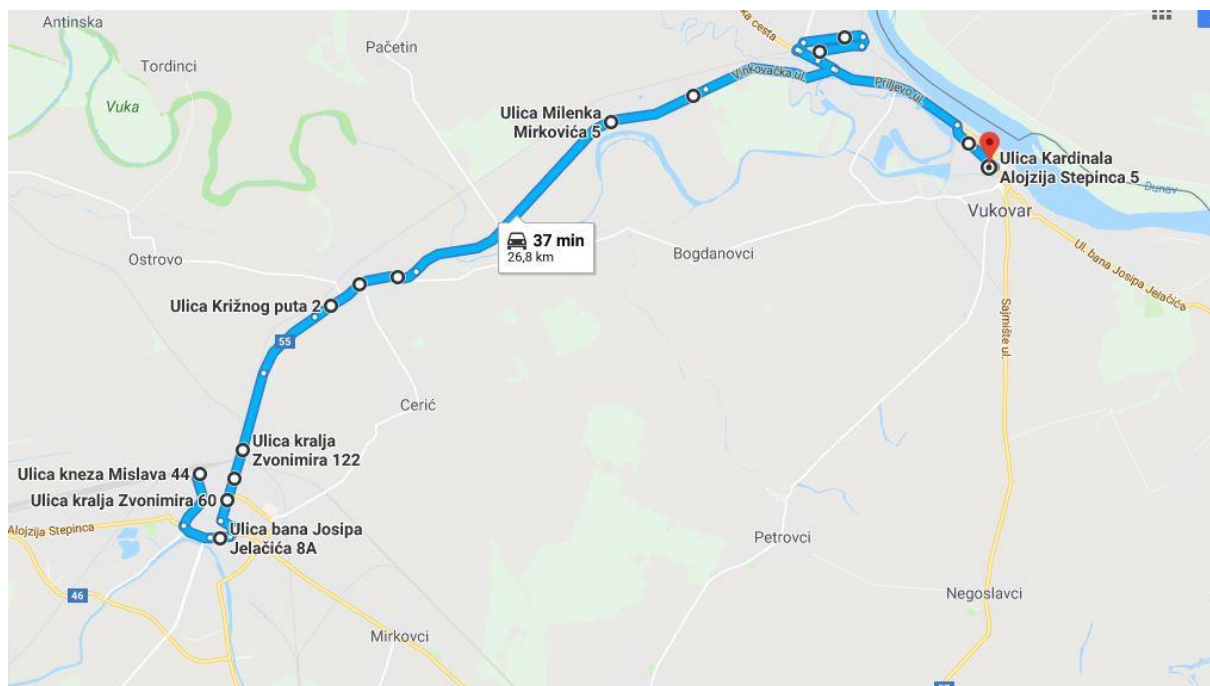 Antinska
Tordinci
Pačetin
Vuka
ka cesta
Vinkovačka ul.
Priljevo ul.
Ulica Milenka
Mirkovića 5
Ulica Kardinala
Alojzija Stepinca 5
Dunav
Vukovar
37 min
26,8 km
Bogdanovci
Ostrovo
Ulica Križnog puta 2
Ul. bana Josipa Jelačića
Sajmište ul.
55
Cerić
Ulica kralja
Zvonimira 122
Ulica kneza Mislava 44
Ulica kralja Zvonimira 60
Alojzija Stepinca
Ulica bana Josipa
Jelačića 8A
Petrovci
46
Negoslavci
Mirkovci